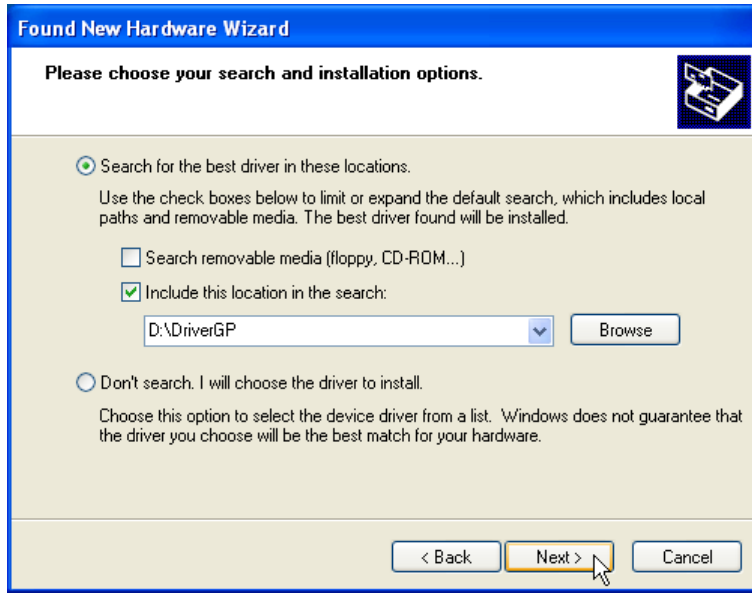 Found New Hardware Wizard
Please choose your search and installation options.
Search for the best driver in these locations.
Use the check boxes below to limit or expand the default search, which includes local
paths and removable media. The best driver found will be installed.
Search removable media (floppy, CD-ROM...)
Include this location in the search:
D:\DriverGP
Browse
Don't search. I will choose the driver to install.
Choose this option to select the device driver from a list. Windows does not guarantee that
the driver you choose will be the best match for your hardware.
< Back
Next >
Cancel